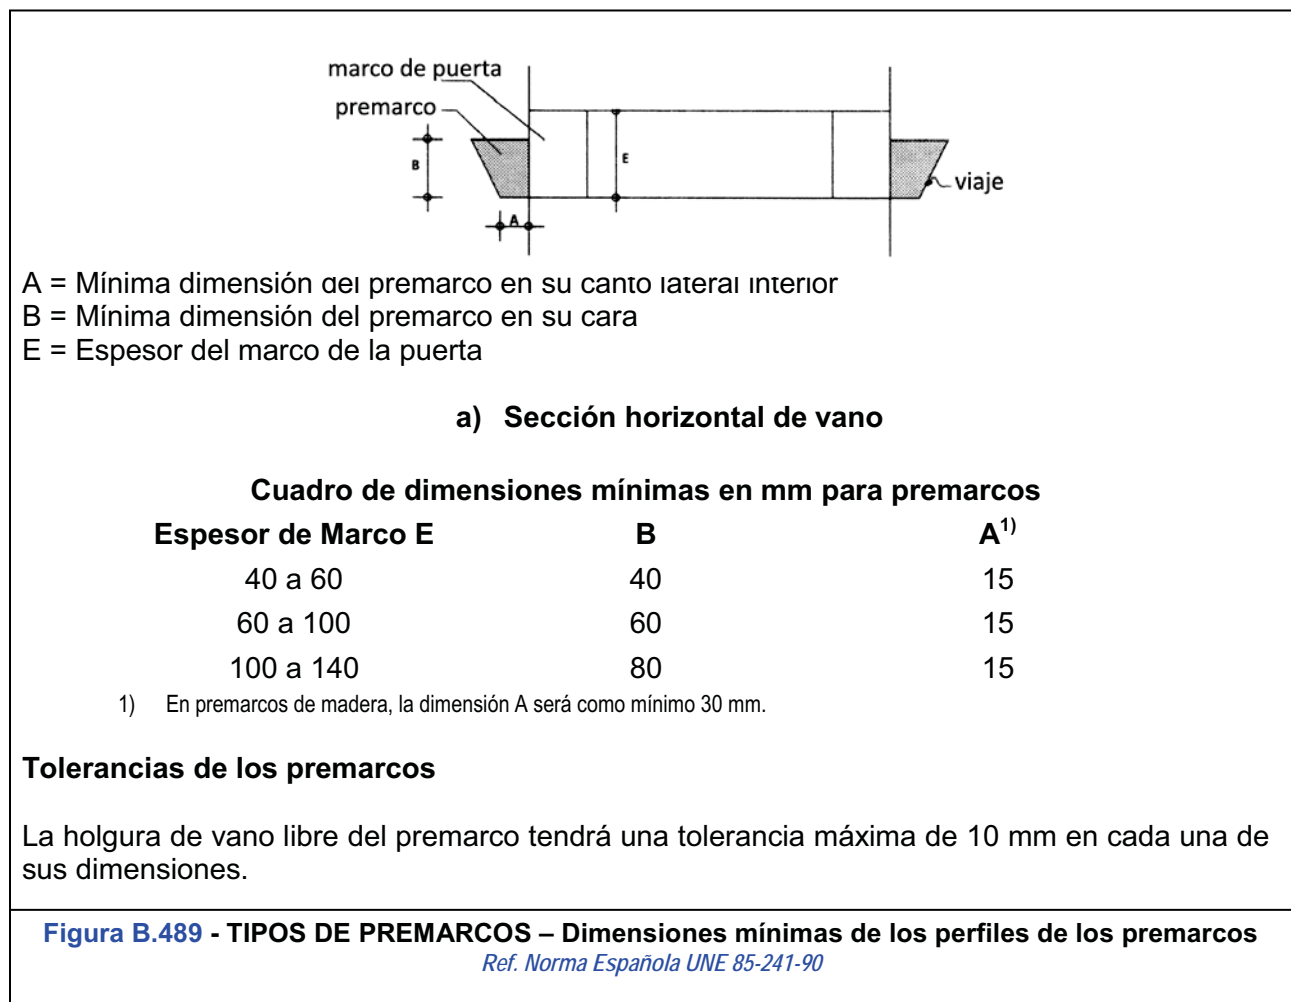 marco de puerta
premarco
B
E
viaje
A
A = Mínima dimensión del premarco en su canto lateral interior
B = Mínima dimensión del premarco en su cara
E = Espesor del marco de la puerta
a) Sección horizontal de vano
Cuadro de dimensiones mínimas en mm para premarcos
Espesor de Marco E B A1)
40 a 60 40 15
60 a 100 60 15
100 a 140 80 15
1) En premarcos de madera, la dimensión A será como mínimo 30 mm.
Tolerancias de los premarcos
La holgura de vano libre del premarco tendrá una tolerancia máxima de 10 mm en cada una de
sus dimensiones.
Figura B.489 - TIPOS DE PREMARCOS – Dimensiones mínimas de los perfiles de los premarcos
Ref. Norma Española UNE 85-241-90